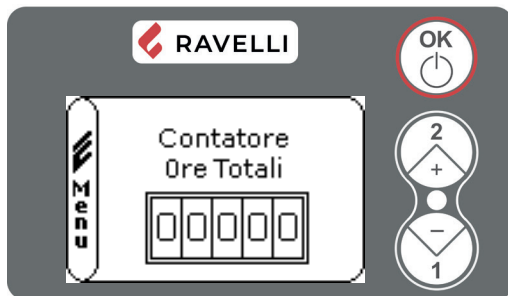 RAVELLI
OK
Menu
Contatore
Ore Totali
00000
2
+
−
1